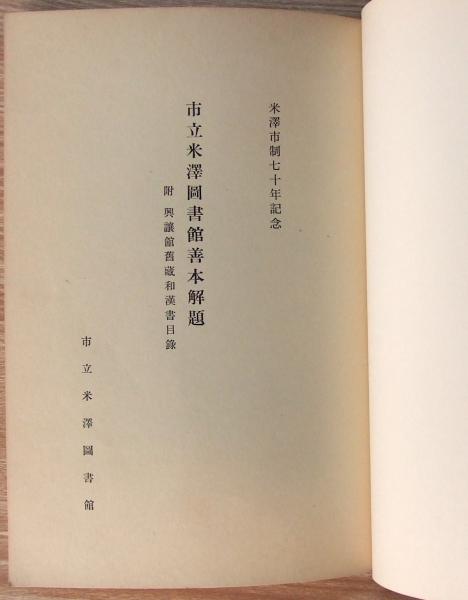 米澤市制七十年記念
市立米澤圖書館善本解題
附 興讓館舊蔵和漢書目錄
市立米澤圖書館